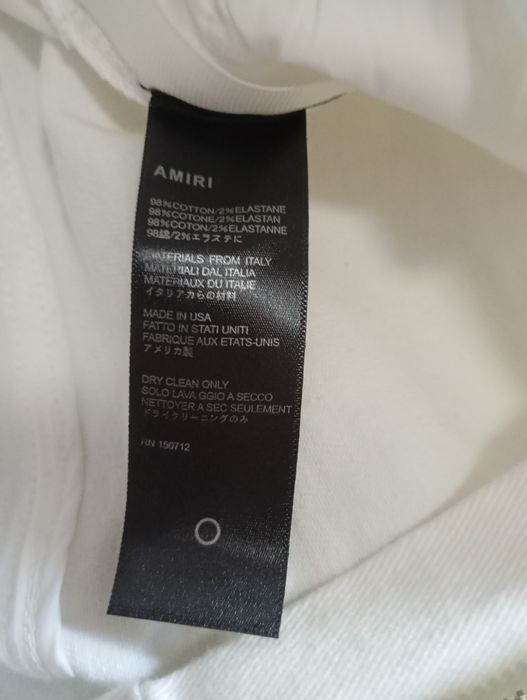 AMIRI
98%COTTON/2%ELASTANE
98%COTONE/2%ELASTAN
98%COTON/2%ELASTANNE
98綿/2%エラステに
MATERIALS FROM ITALY
MATERIALI DAL ITALIA
MATERIAUX DU ITALIE
イタリアからの材料
MADE IN USA
FATTO IN STATI UNITI
FABRIQUE AUX ETATS-UNIS
アメリカ製
DRY CLEAN ONLY
SOLO LAVA GGIO A SECCO
NETTOYER A SEC SEULEMENT
ドライクリーニングのみ
RN 150712